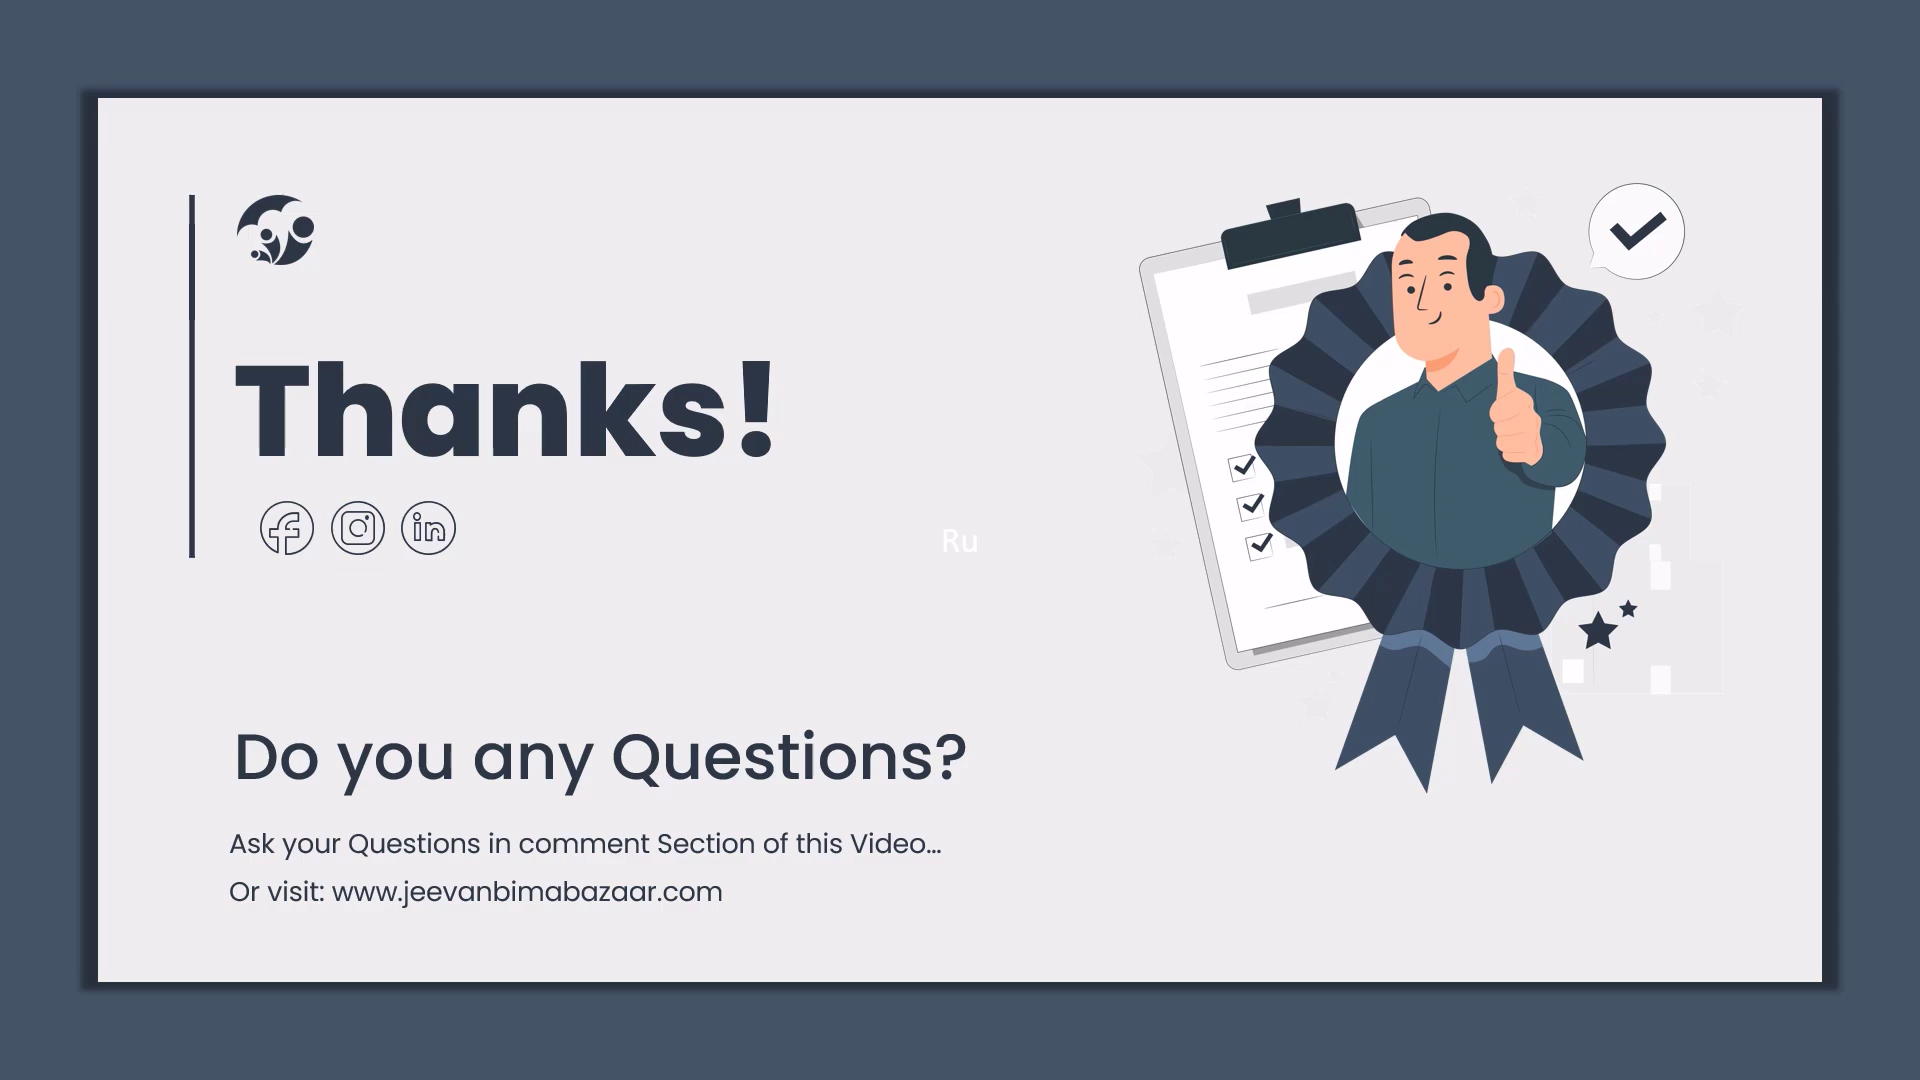 Thanks!
Ru
Do you any Questions?
Ask your Questions in comment Section of this Video...
Or visit: www.jeevanbimabazaar.com